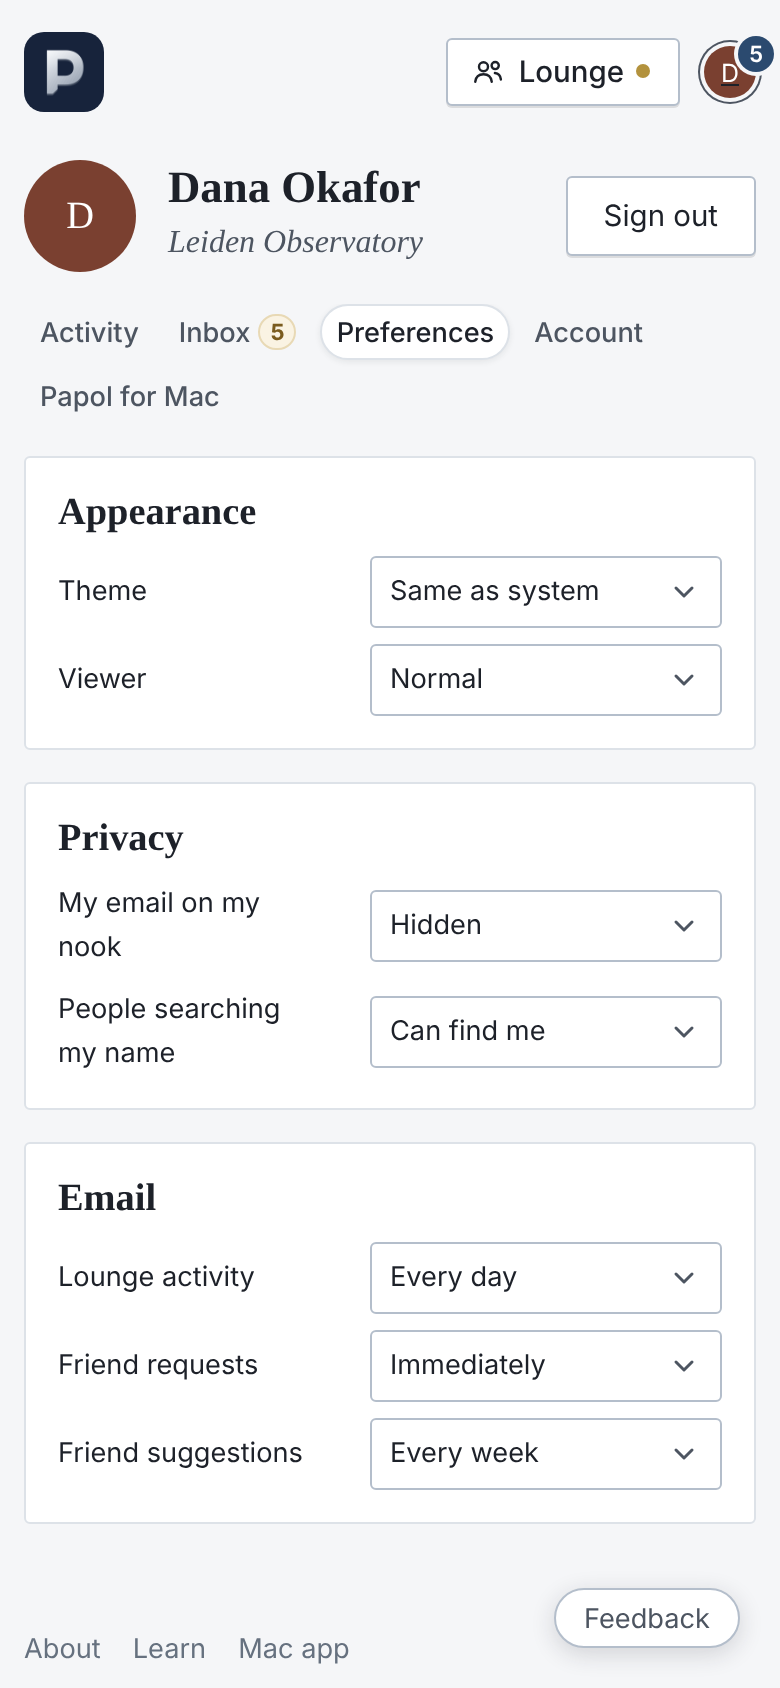 P
Lounge
D
5
D
Dana Okafor
Leiden Observatory
Sign out
Activity
Inbox 5
Preferences
Account
Papol for Mac
Appearance
Theme
Same as system
Viewer
Normal
Privacy
My email on my
nook
Hidden
People searching
my name
Can find me
Email
Lounge activity
Every day
Friend requests
Immediately
Friend suggestions
Every week
Feedback
About
Learn
Mac app